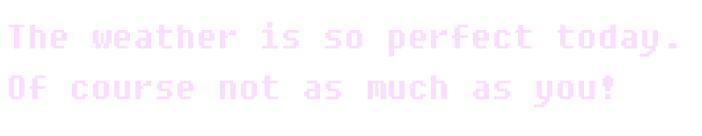 The weather is so perfect today.
Of course not as much as you!